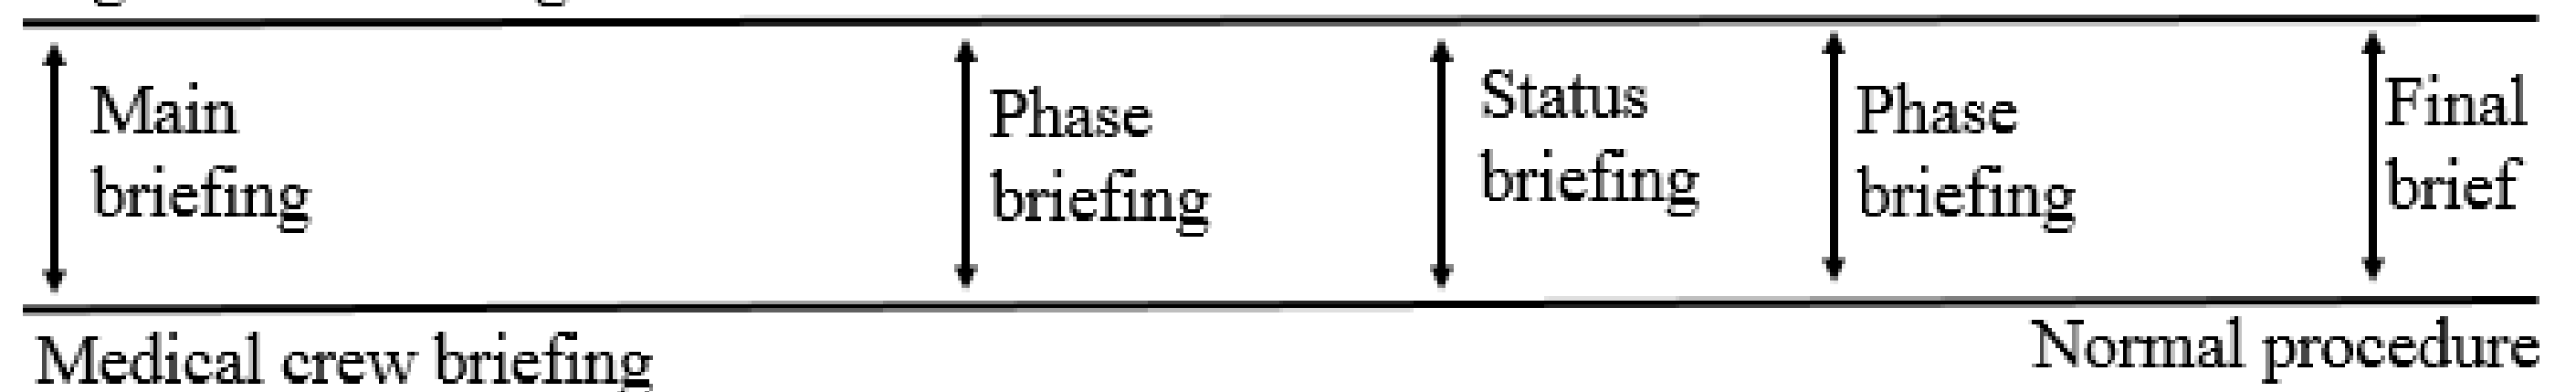 Main
briefing
Phase
briefing
Status
briefing
Phase
briefing
Final
brief
Medical crew briefing
Normal procedure